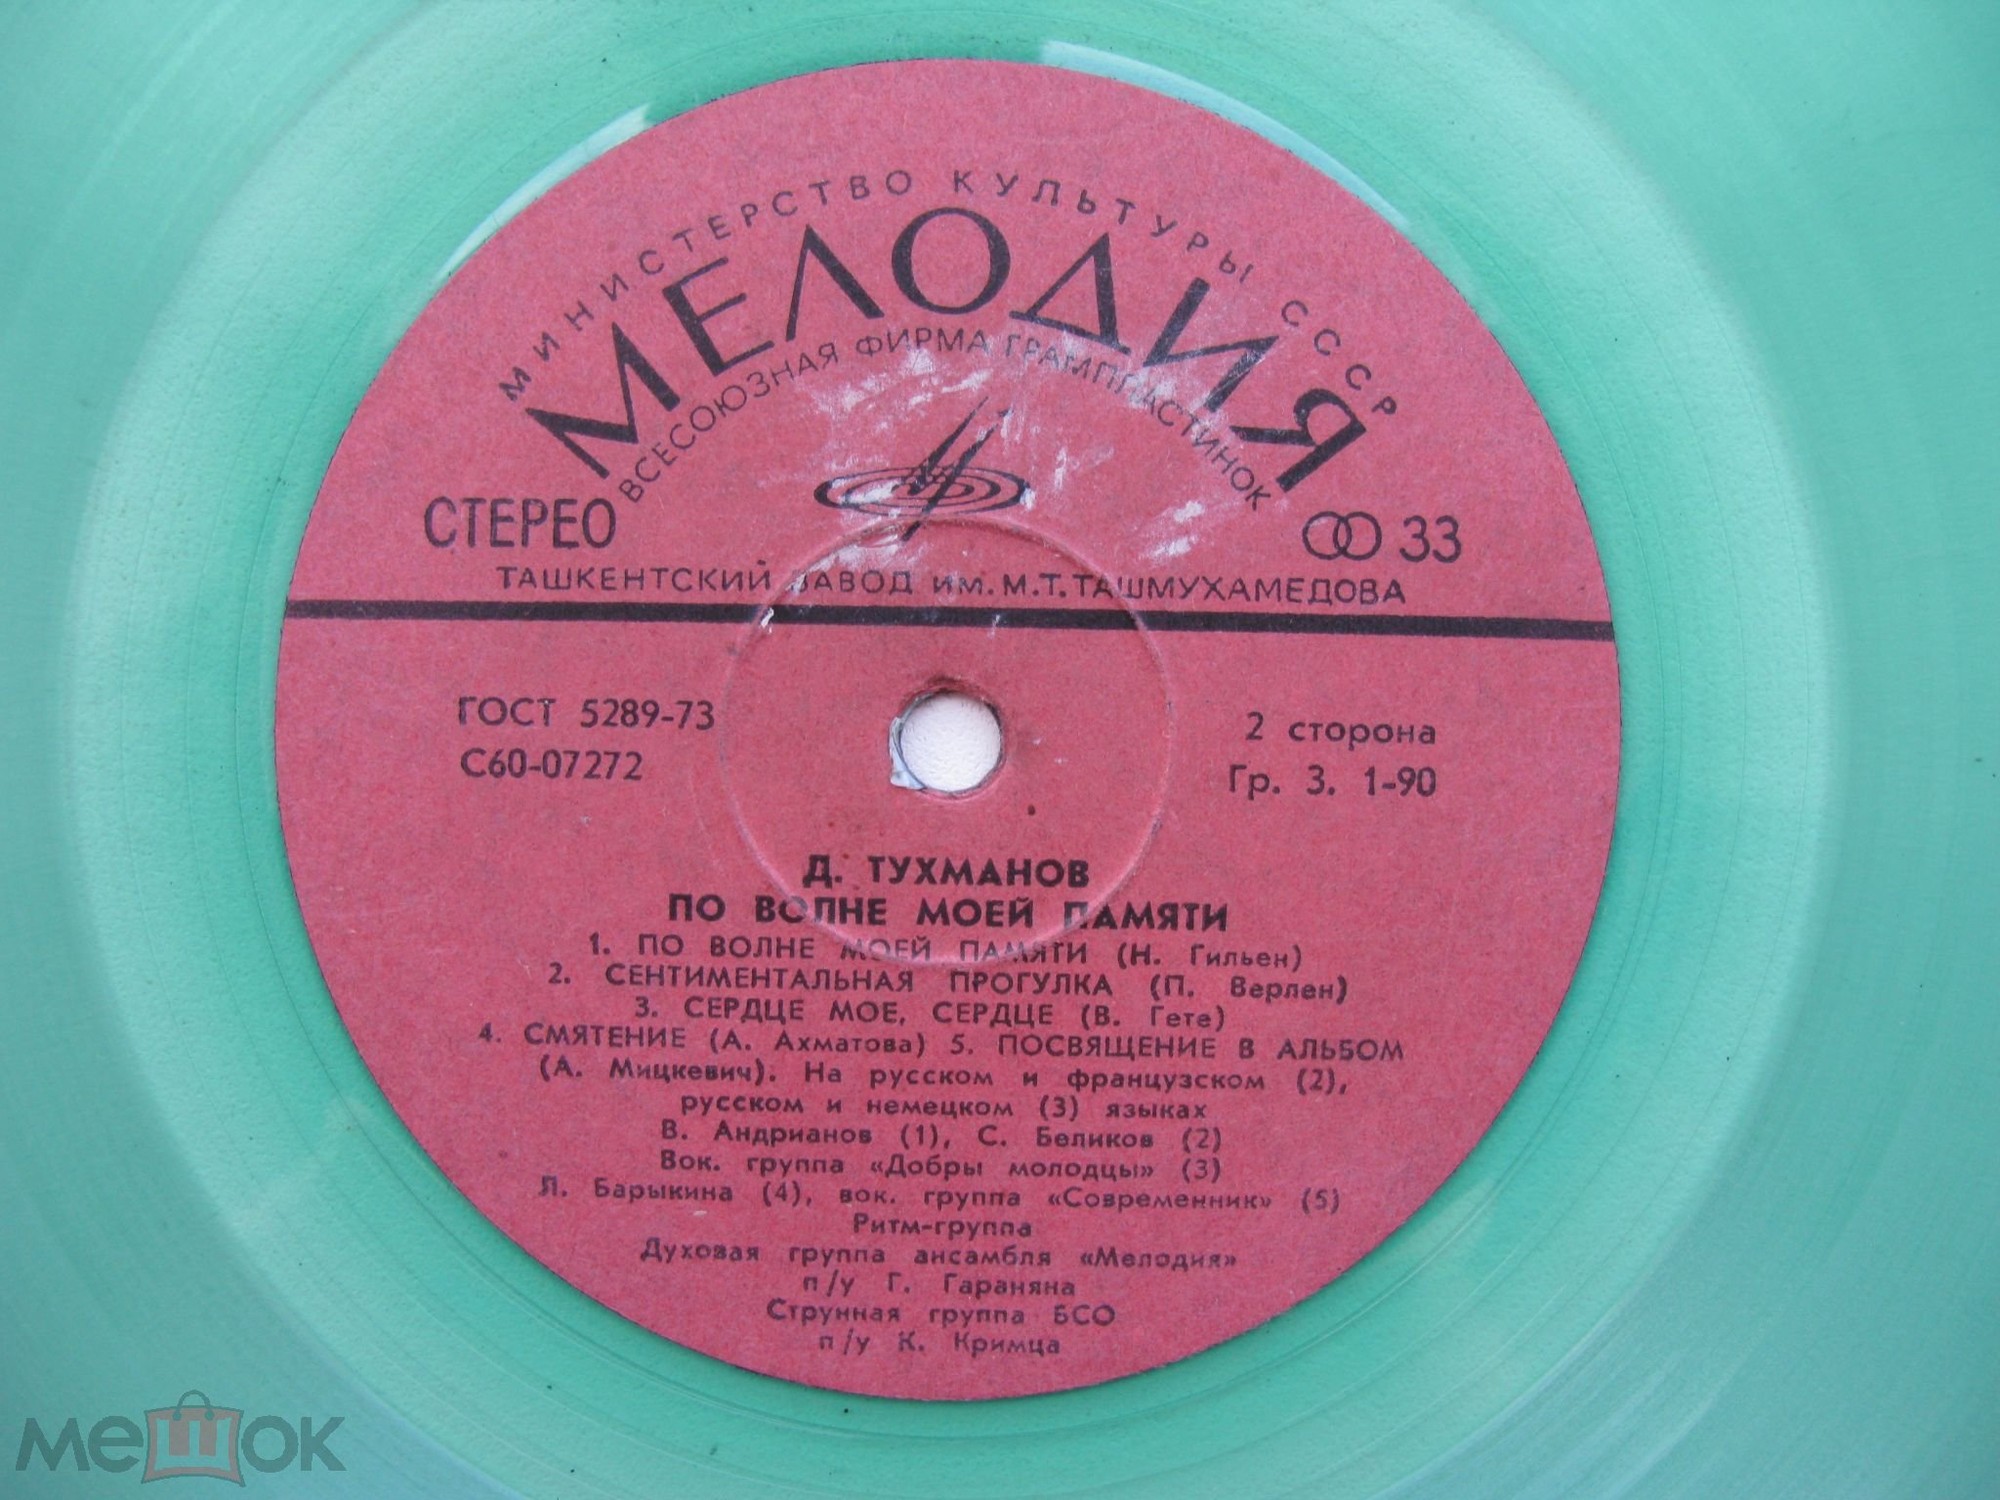 МИНИСТЕРСТВО КУЛЬТУРЫ СССР
МЕЛОДИЯ
ВСЕСОЮЗНАЯ ФИРМА ГРАМПЛАСТИНОК
СТЕРЕО
33
ТАШКЕНТСКИЙ ЗАВОД им. М.Т. ТАШМУХАМЕДОВА
ГОСТ 5289-73
С60-07272
2 сторона
Гр. 3. 1-90
Д. ТУХМАНОВ
ПО ВОЛНЕ МОЕЙ ПАМЯТИ
1. ПО ВОЛНЕ МОЕЙ ПАМЯТИ (Н. Гильен)
2. СЕНТИМЕНТАЛЬНАЯ ПРОГУЛКА (П. Верлен)
3. СЕРДЦЕ МОЕ, СЕРДЦЕ (В. Гете)
4. СМЯТЕНИЕ (А. Ахматова) 5. ПОСВЯЩЕНИЕ В АЛЬБОМ
(А. Мицкевич). На русском и французском (2),
русском и немецком (3) языках
В. Андрианов (1), С. Беликов (2)
Вок. группа «Добры молодцы» (3)
Л. Барыкина (4), вок. группа «Современник» (5)
Ритм-группа
Духовая группа ансамбля «Мелодия»
п/у Г. Гараняна
Струнная группа БСО
п/у К. Кримца
мешок